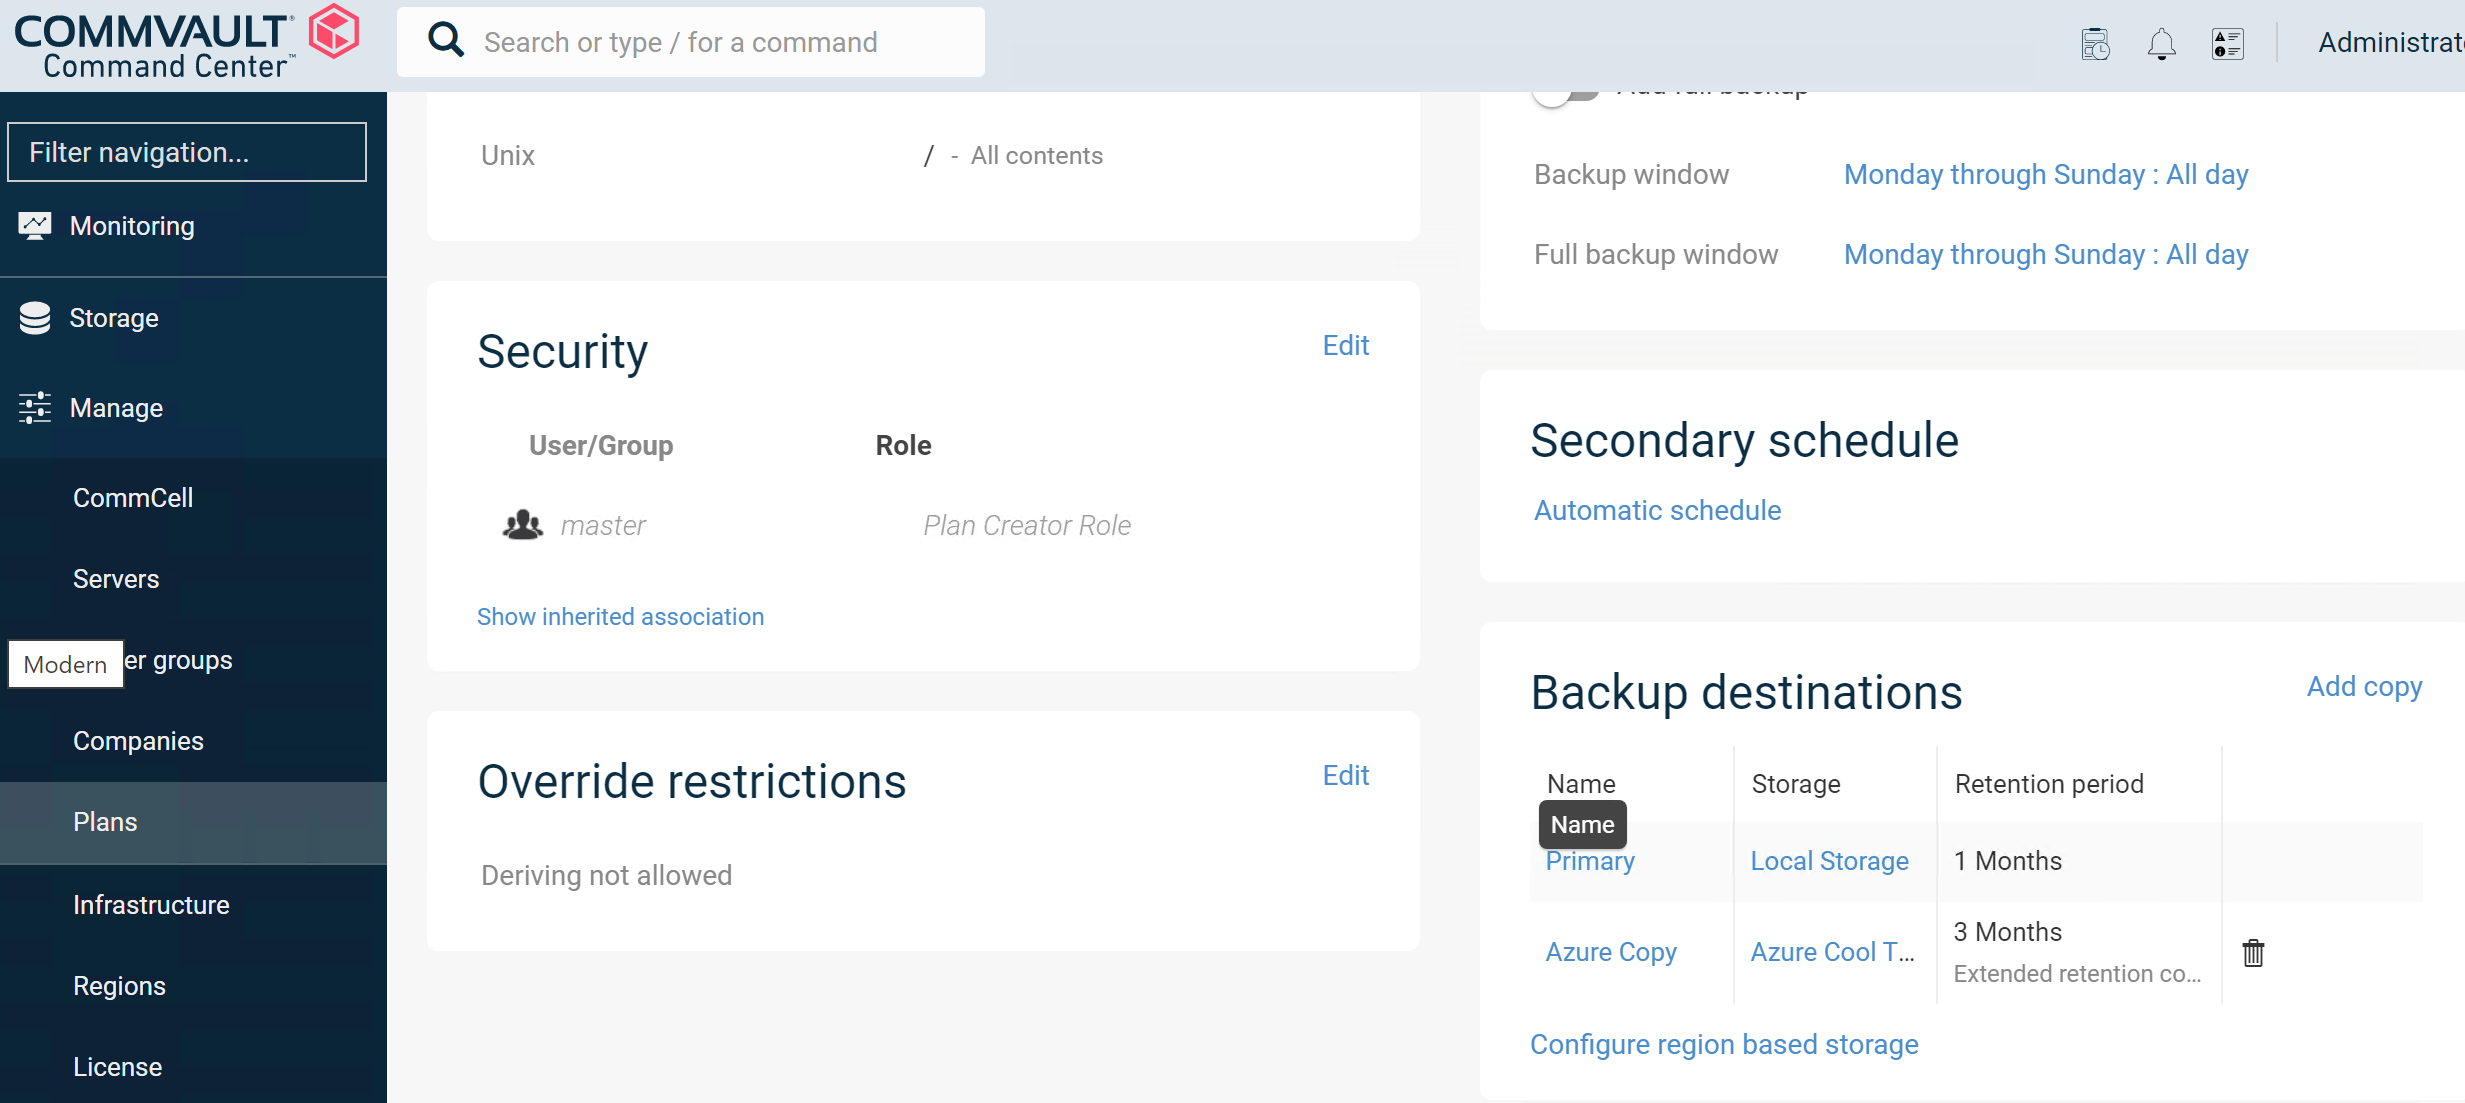 COMMVAULT®
Command Center™
Search or type / for a command
Administrat
Filter navigation...
Monitoring
Storage
Manage
CommCell
Servers
Modern
er groups
Companies
Plans
Infrastructure
Regions
License
Unix
/ - All contents
Security
Edit
User/Group
Role
master
Plan Creator Role
Show inherited association
Override restrictions
Edit
Deriving not allowed
Add full backup
Backup window
Monday through Sunday : All day
Full backup window
Monday through Sunday : All day
Secondary schedule
Automatic schedule
Backup destinations
Add copy
Name
Storage
Retention period
Name
Primary
Local Storage
1 Months
Azure Copy
Azure Cool T...
3 Months
Extended retention co...
Configure region based storage